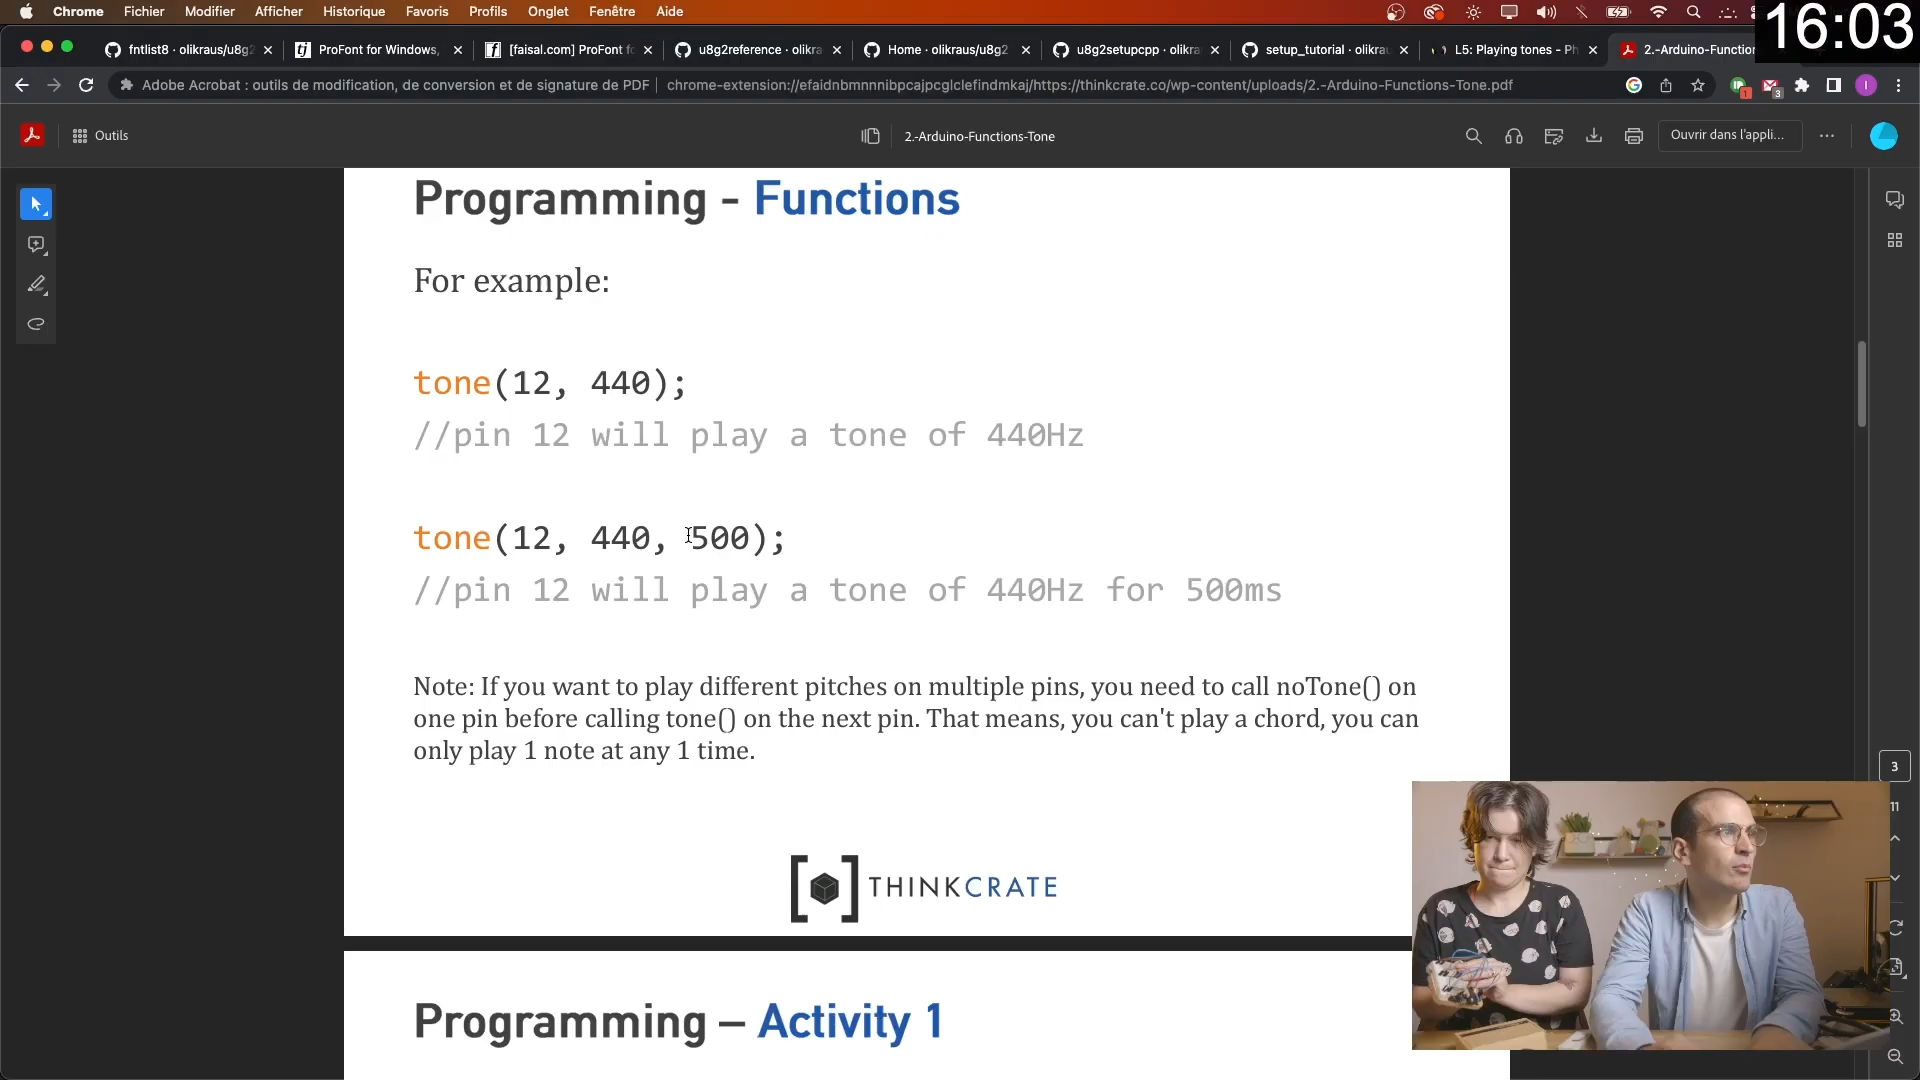 Chrome Fichier Modifier Afficher Historique Favoris Profils Onglet Fenêtre Aide
16:03
fntlist8 · olikraus/u8g2 ProFont for Windows, [faisal.com] ProFont fo u8g2reference · olikra Home · olikraus/u8g2 u8g2setupcpp · olikra setup_tutorial · olikrau L5: Playing tones - Ph 2.-Arduino-Function
Adobe Acrobat : outils de modification, de conversion et de signature de PDF chrome-extension://efaidnbmnnnibpcajpcglclefindmkaj/https://thinkcrate.co/wp-content/uploads/2.-Arduino-Functions-Tone.pdf
Outils 2.-Arduino-Functions-Tone Ouvrir dans l'appli...
Programming - Functions
For example:
tone(12, 440);
//pin 12 will play a tone of 440Hz
tone(12, 440, 500);
//pin 12 will play a tone of 440Hz for 500ms
Note: If you want to play different pitches on multiple pins, you need to call noTone() on
one pin before calling tone() on the next pin. That means, you can't play a chord, you can
only play 1 note at any 1 time.
3
11
THINKCRATE
Programming – Activity 1